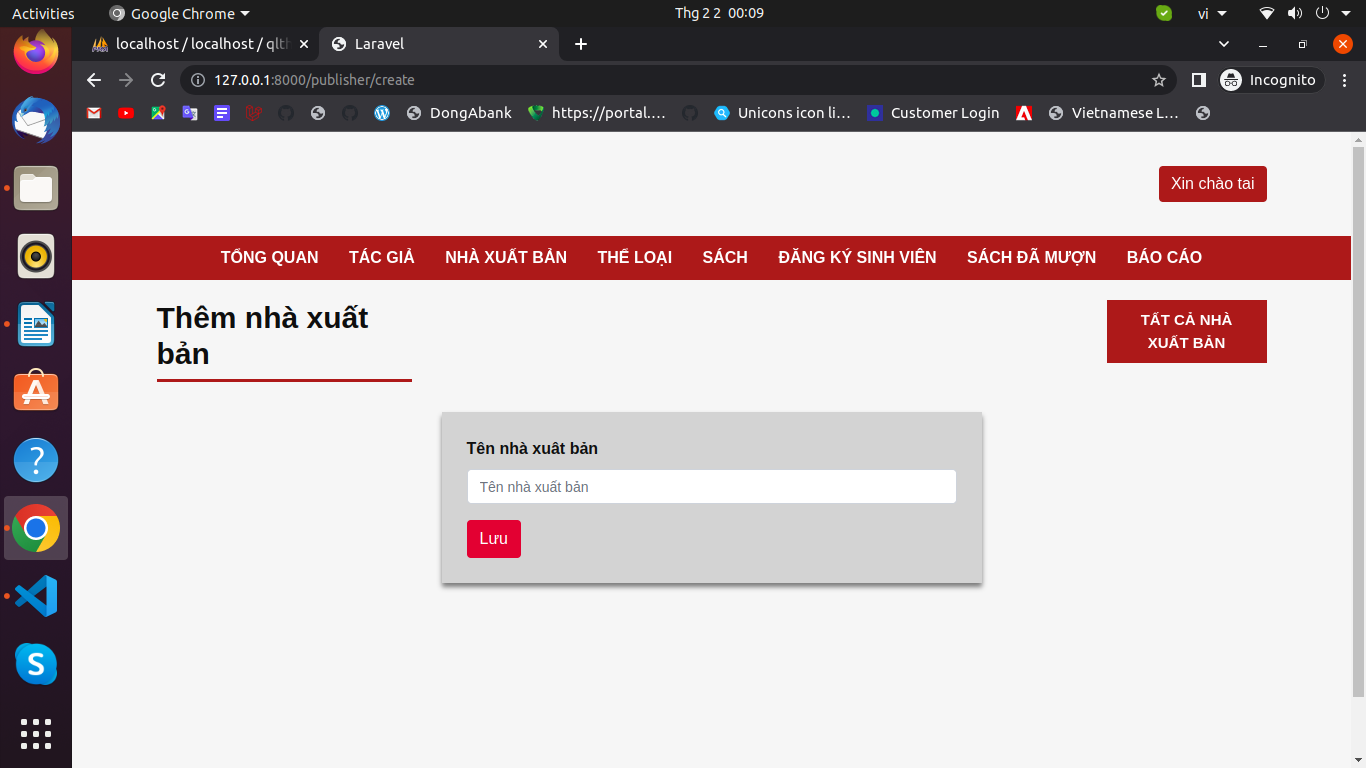 Activities
Google Chrome
Thg 2 2 00:09
vi
localhost / localhost / qlth
Laravel
127.0.0.1:8000/publisher/create
Incognito
DongAbank
https://portal.…
Unicons icon li…
Customer Login
Vietnamese L…
Xin chào tai
TỔNG QUAN
TÁC GIẢ
NHÀ XUẤT BẢN
THỂ LOẠI
SÁCH
ĐĂNG KÝ SINH VIÊN
SÁCH ĐÃ MƯỢN
BÁO CÁO
Thêm nhà xuất
bản
TẤT CẢ NHÀ
XUẤT BẢN
Tên nhà xuât bản
Tên nhà xuất bản
Lưu